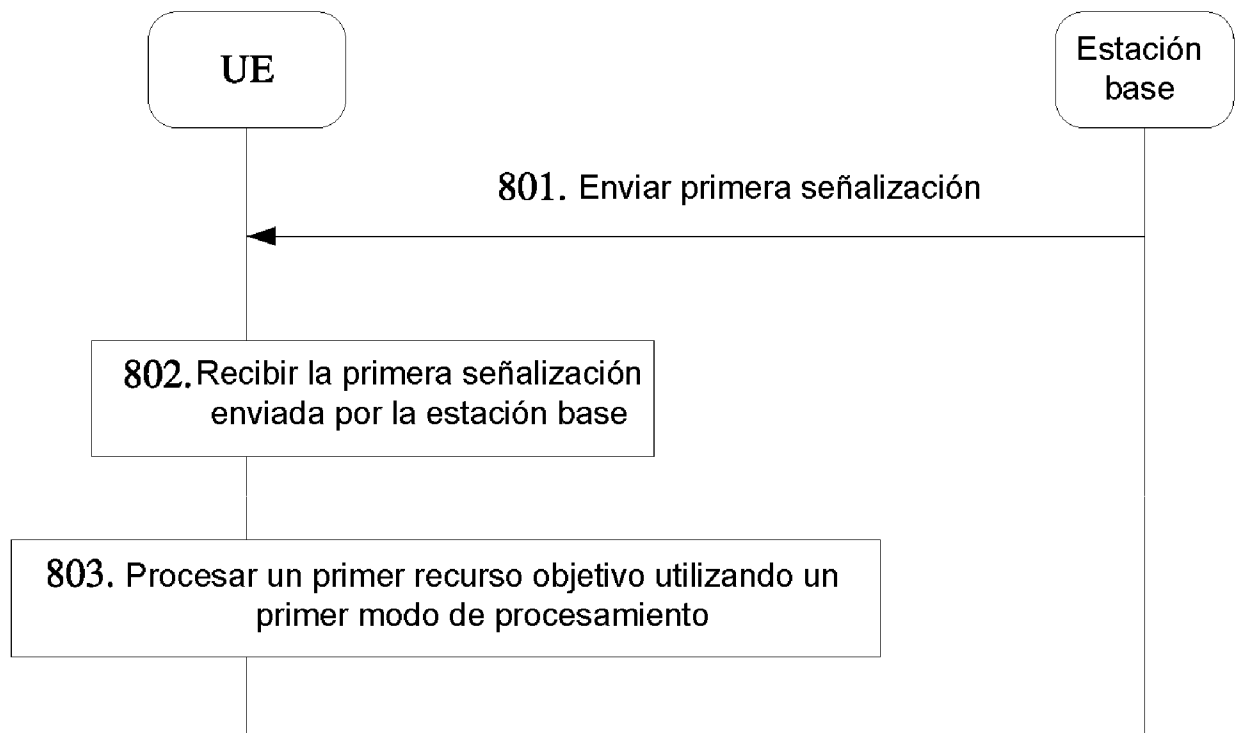 UE
Estación
base
801. Enviar primera señalización
802. Recibir la primera señalización
enviada por la estación base
803. Procesar un primer recurso objetivo utilizando un
primer modo de procesamiento